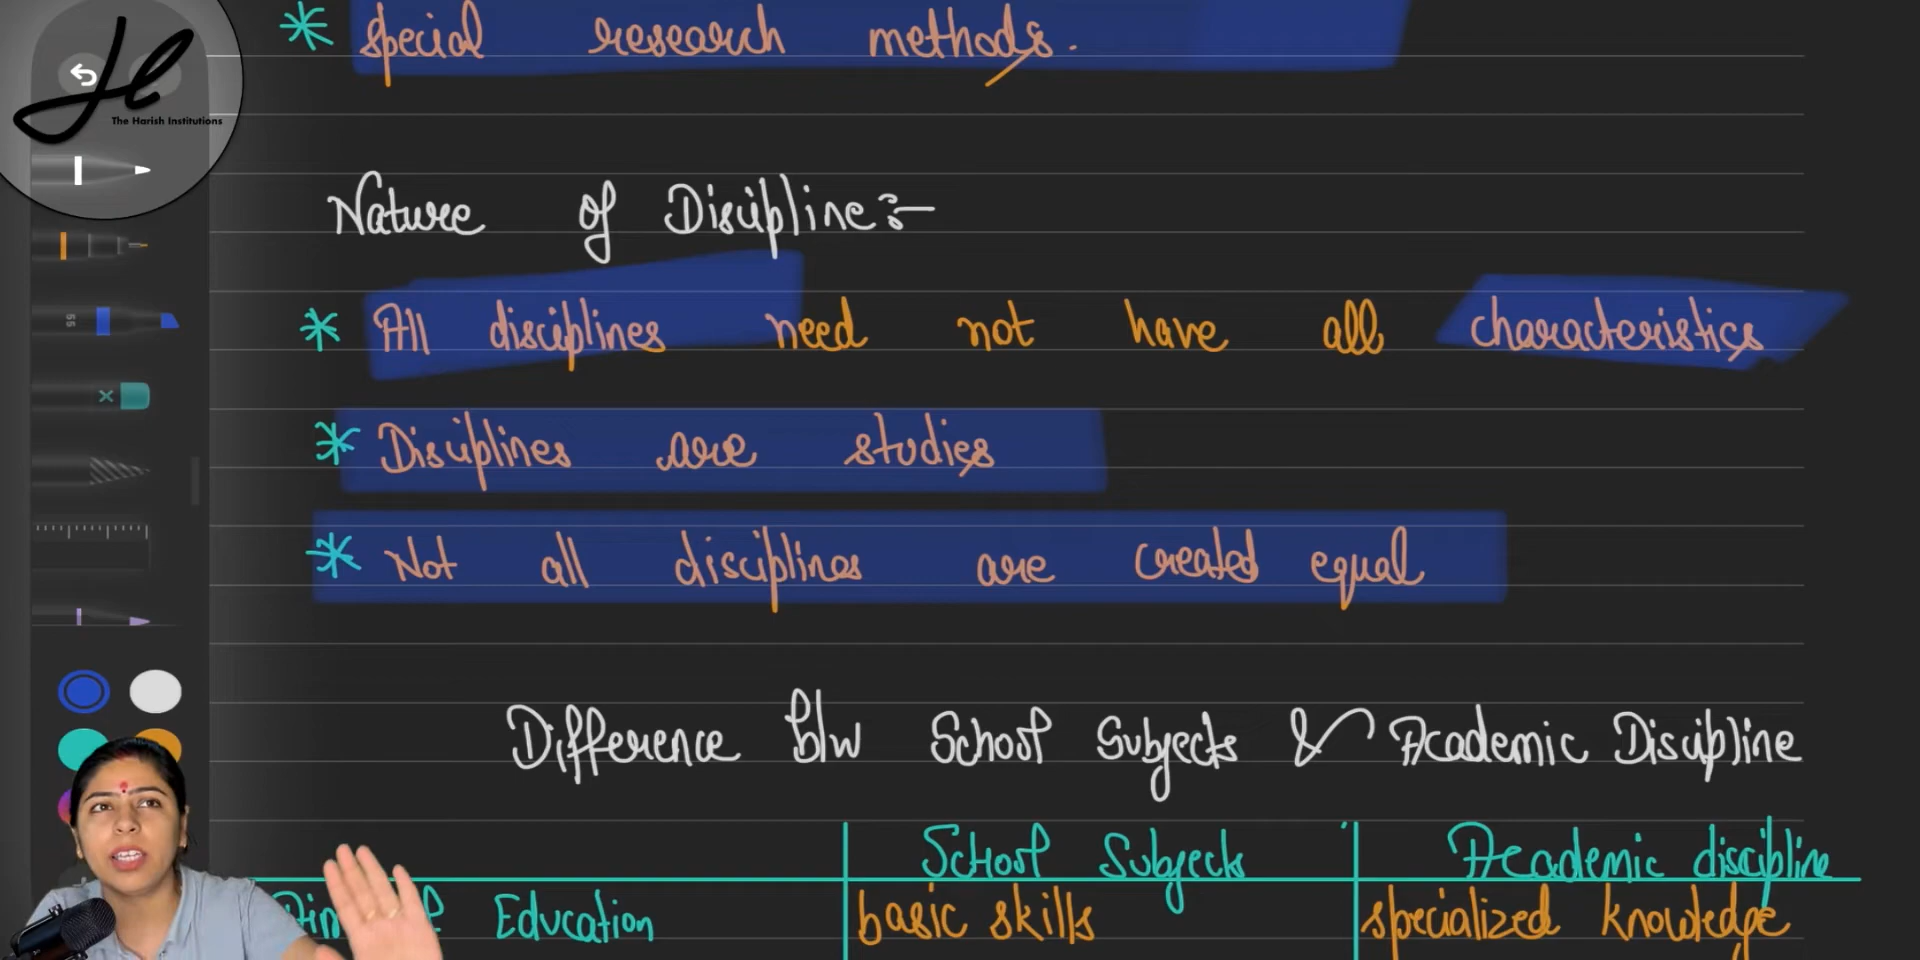 * special research methods.
The Harish Institutions
Nature of Discipline:-
* All disciplines need not have all characteristics
* Disciplines are studies
* Not all disciplines are created equal
Difference b/w School Subjects & Academic Discipline
School Subjects Academic discipline
Education basic skills specialized knowledge